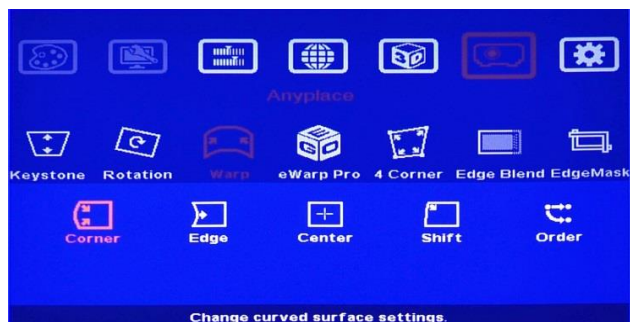 3D
Anyplace
Keystone Rotation Warp eWarp Pro 4 Corner Edge Blend EdgeMask
Corner Edge Center Shift Order
Change curved surface settings.